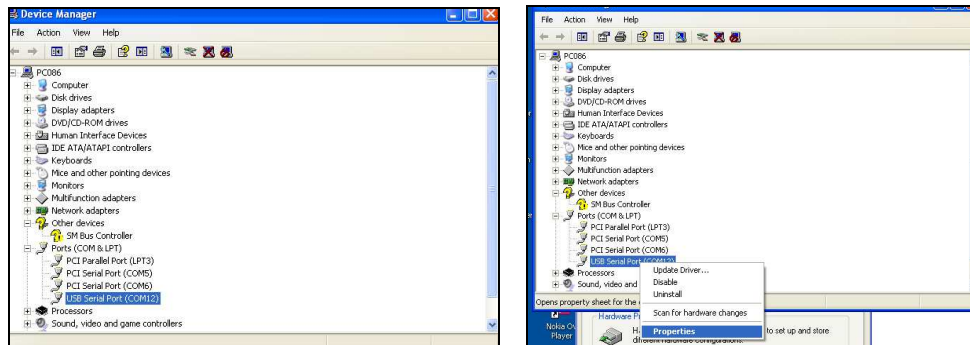 Device Manager
File Action View Help
PC086
Computer
Disk drives
Display adapters
DVD/CD-ROM drives
Human Interface Devices
IDE ATA/ATAPI controllers
Keyboards
Mice and other pointing devices
Monitors
Multifunction adapters
Network adapters
Other devices
SM Bus Controller
Ports (COM & LPT)
PCI Parallel Port (LPT3)
PCI Serial Port (COM5)
PCI Serial Port (COM6)
USB Serial Port (COM12)
Processors
Sound, video and game controllers
File Action View Help
PC086
Computer
Disk drives
Display adapters
DVD/CD-ROM drives
Human Interface Devices
IDE ATA/ATAPI controllers
Keyboards
Mice and other pointing devices
Monitors
Multifunction adapters
Network adapters
Other devices
SM Bus Controller
Ports (COM & LPT)
PCI Parallel Port (LPT3)
PCI Serial Port (COM5)
PCI Serial Port (COM6)
USB Serial Port (COM12)
Processors
Sound, video and
Update Driver...
Disable
Uninstall
Scan for hardware changes
Properties
Opens property sheet for the
Hardware
to set up and store
different hardware configurations.
Nokia
Player